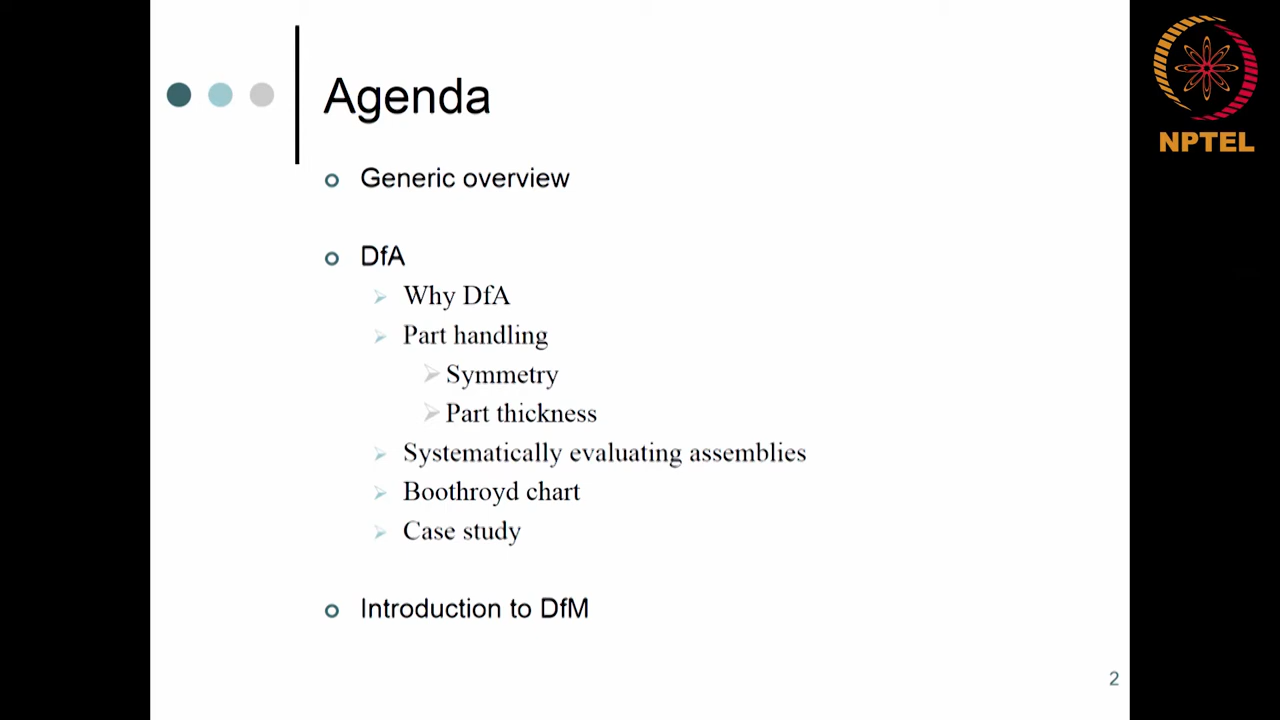 Agenda
NPTEL
Generic overview
DfA
Why DfA
Part handling
Symmetry
Part thickness
Systematically evaluating assemblies
Boothroyd chart
Case study
Introduction to DfM
2